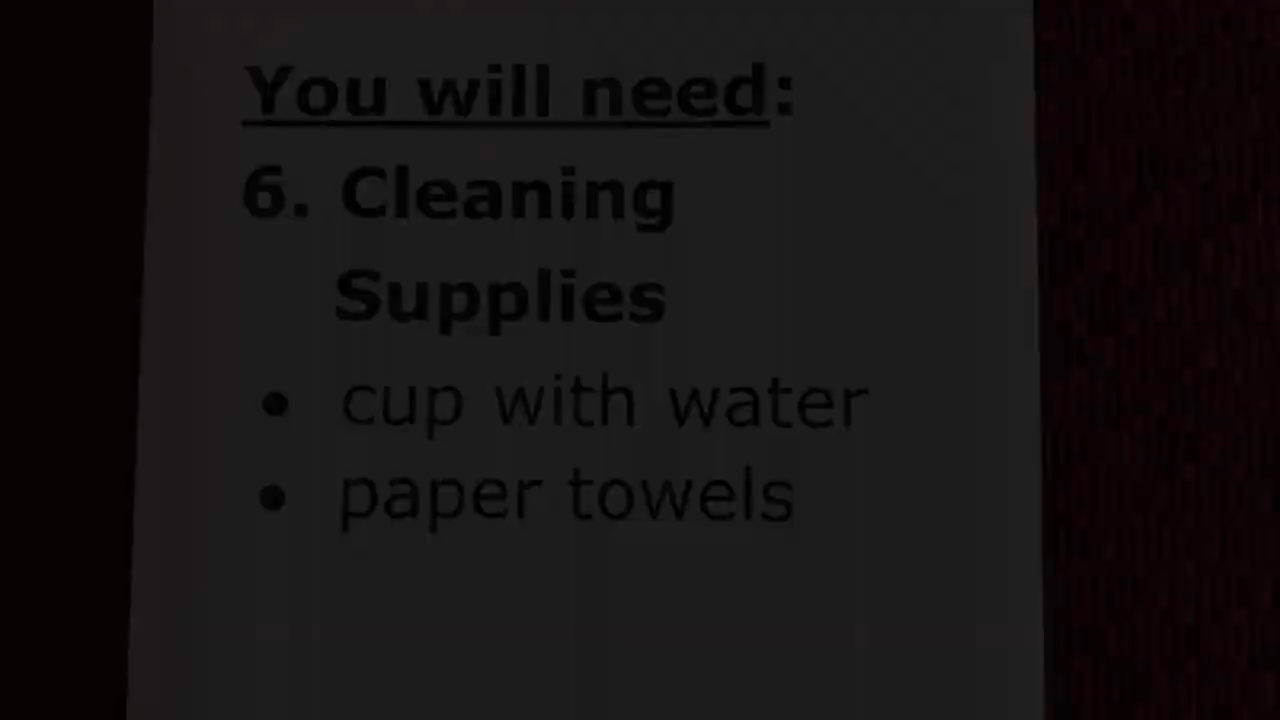 You will need:
6. Cleaning
Supplies
• cup with water
• paper towels